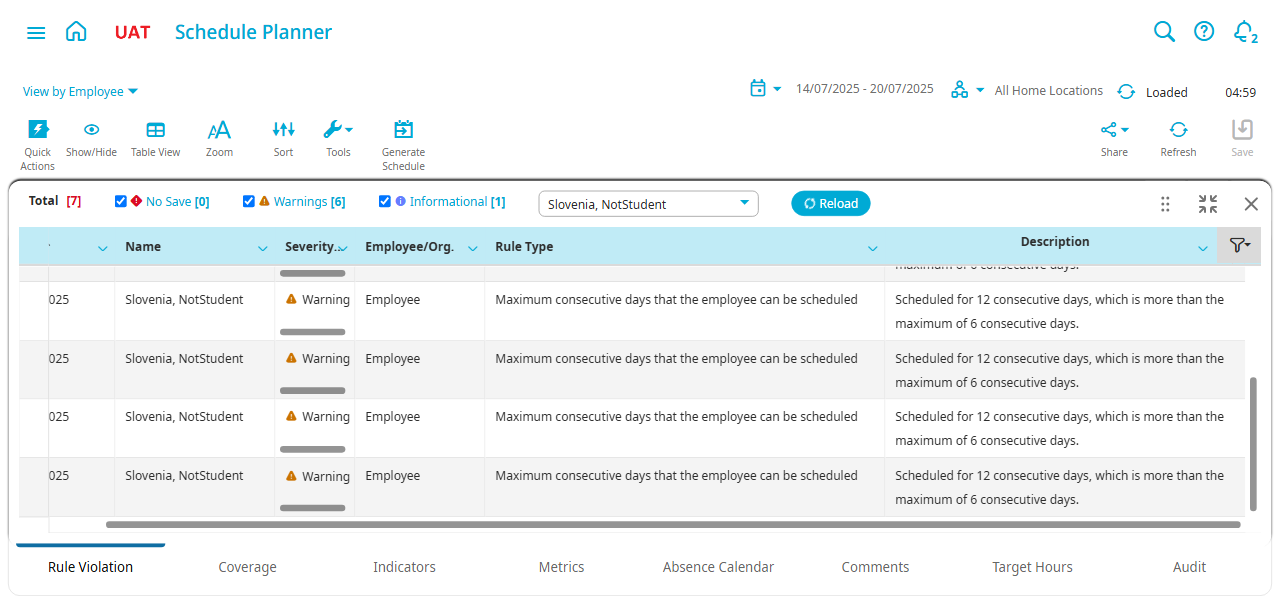 UAT Schedule Planner
2
View by Employee
14/07/2025 - 20/07/2025
All Home Locations
Loaded
04:59
Quick Actions
Show/Hide
Table View
Zoom
Sort
Tools
Generate Schedule
Share
Refresh
Save
Total [7]
No Save [0]
Warnings [6]
Informational [1]
Slovenia, NotStudent
Reload
Name
Severity...
Employee/Org.
Rule Type
Description
maximum of 6 consecutive days.
025 Slovenia, NotStudent Warning Employee Maximum consecutive days that the employee can be scheduled Scheduled for 12 consecutive days, which is more than the
maximum of 6 consecutive days.
025 Slovenia, NotStudent Warning Employee Maximum consecutive days that the employee can be scheduled Scheduled for 12 consecutive days, which is more than the
maximum of 6 consecutive days.
025 Slovenia, NotStudent Warning Employee Maximum consecutive days that the employee can be scheduled Scheduled for 12 consecutive days, which is more than the
maximum of 6 consecutive days.
025 Slovenia, NotStudent Warning Employee Maximum consecutive days that the employee can be scheduled Scheduled for 12 consecutive days, which is more than the
maximum of 6 consecutive days.
Rule Violation
Coverage
Indicators
Metrics
Absence Calendar
Comments
Target Hours
Audit